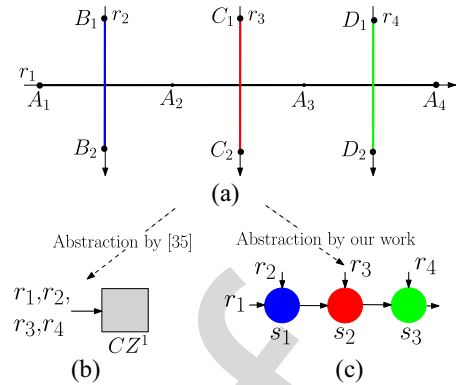 B₁ r₂ C₁ r₃ D₁ r₄
r₁
A₁ A₂ A₃ A₄
B₂ C₂ D₂
(a)
Abstraction by [35] Abstraction by our work
r₂ r₃ r₄
r₁,r₂,
r₃,r₄
r₁
CZ¹ s₁ s₂ s₃
(b) (c)